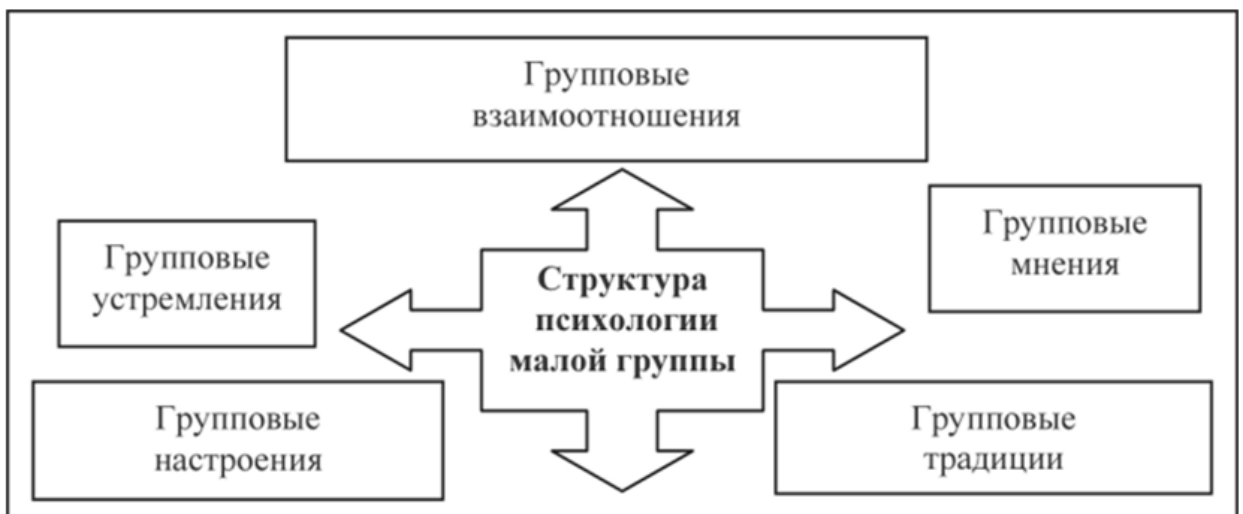 Групповые
взаимоотношения
Групповые
устремления
Групповые
мнения
Структура
психологии
малой группы
Групповые
настроения
Групповые
традиции